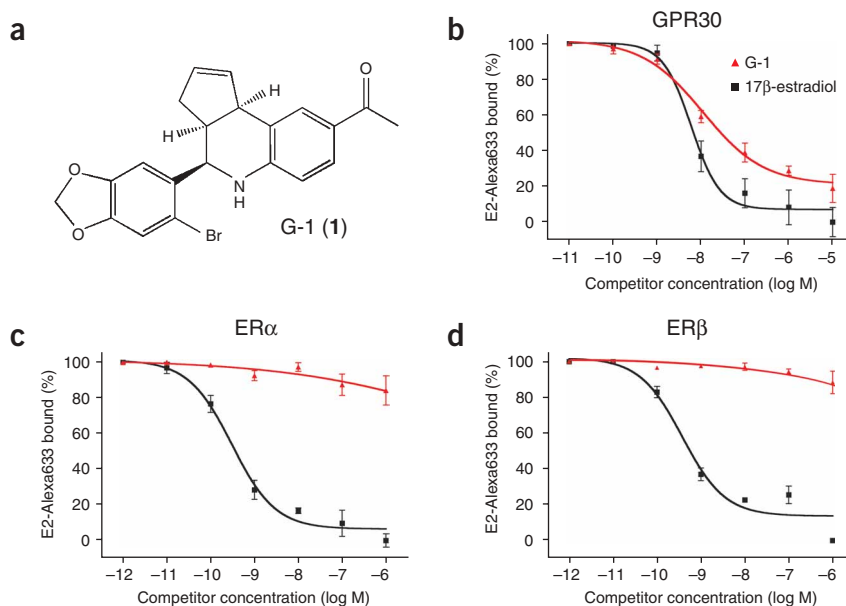 a
H
H
O
N
H
O
O
Br
G-1 (1)
b
GPR30
G-1
17β-estradiol
E2-Alexa633 bound (%)
100
80
60
40
20
0
–11 –10 –9 –8 –7 –6 –5
Competitor concentration (log M)
c
ERα
E2-Alexa633 bound (%)
100
80
60
40
20
0
–12 –11 –10 –9 –8 –7 –6
Competitor concentration (log M)
d
ERβ
E2-Alexa633 bound (%)
100
80
60
40
20
0
–12 –11 –10 –9 –8 –7 –6
Competitor concentration (log M)